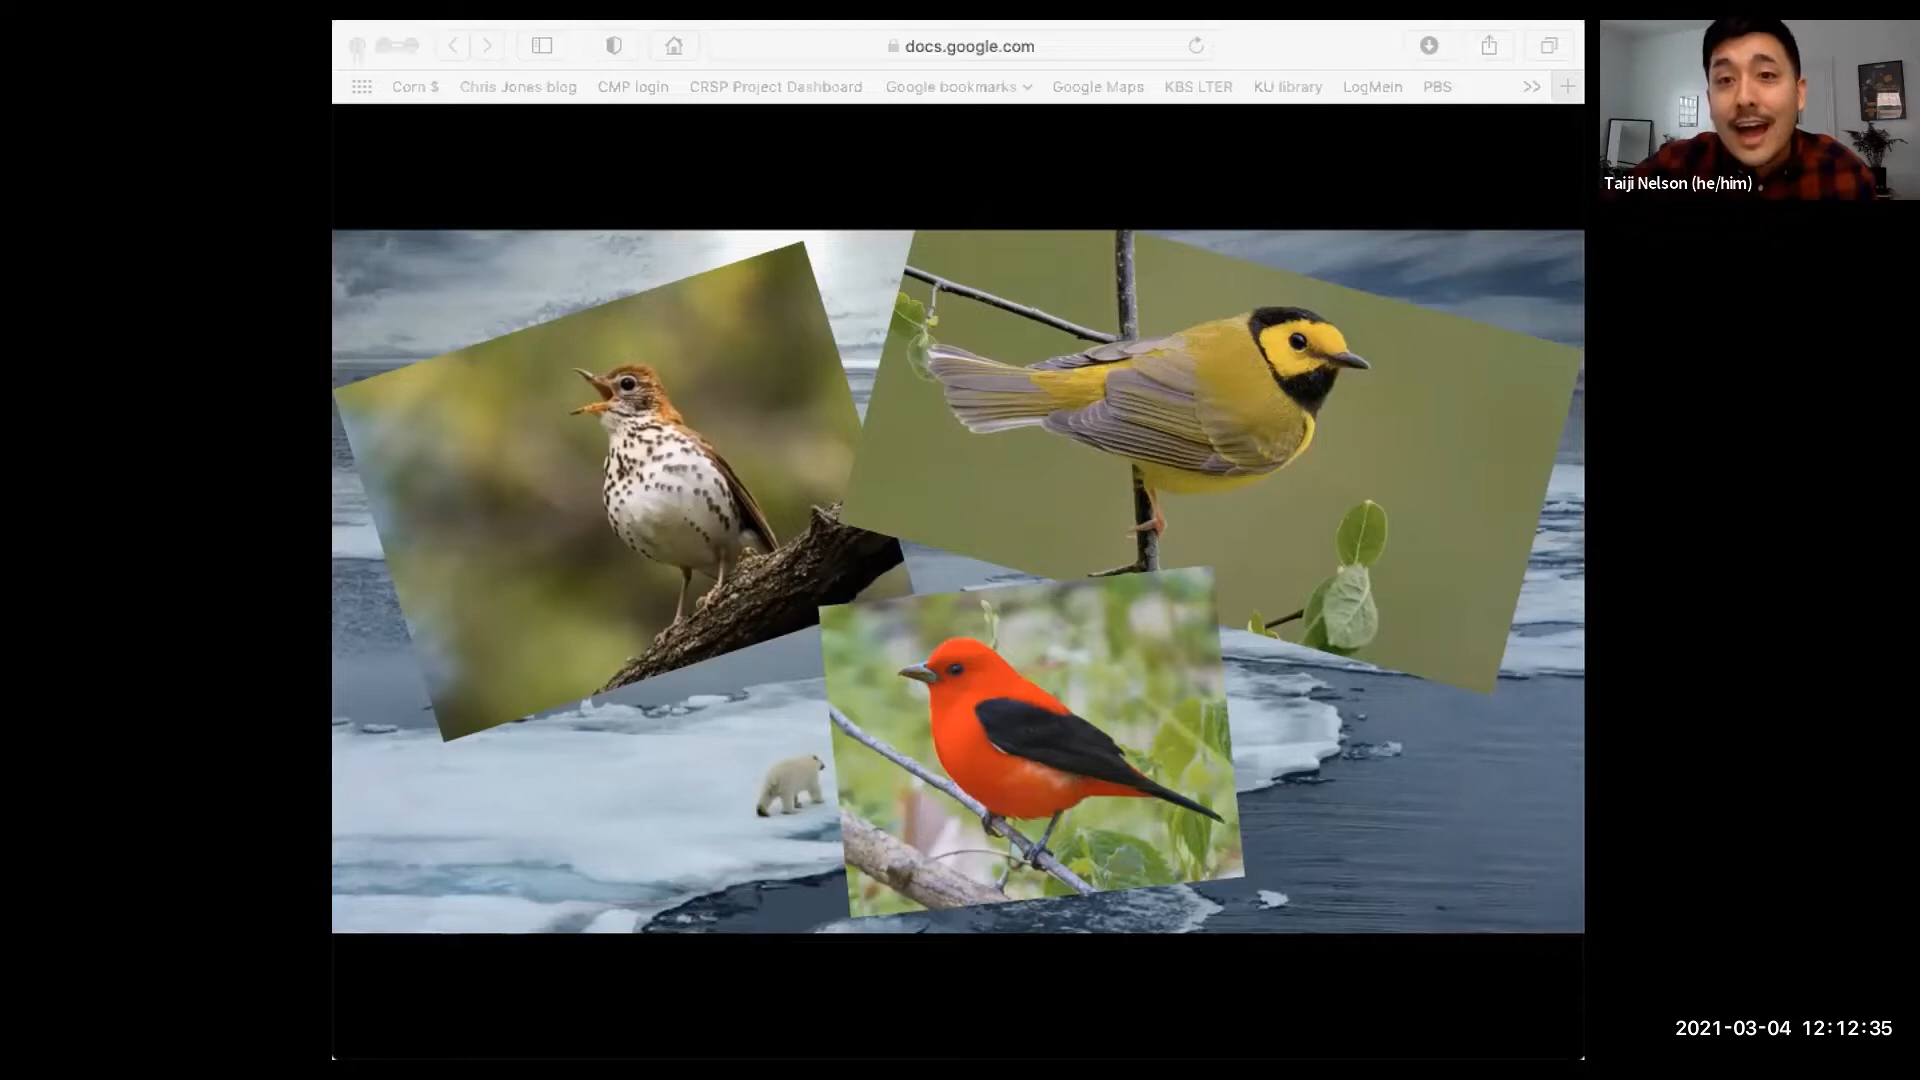 docs.google.com
Corn $ Chris Jones blog CMP login CRSP Project Dashboard Google bookmarks Google Maps KBS LTER KU library LogMeIn PBS >>
Taiji Nelson (he/him)
2021-03-04 12:12:35